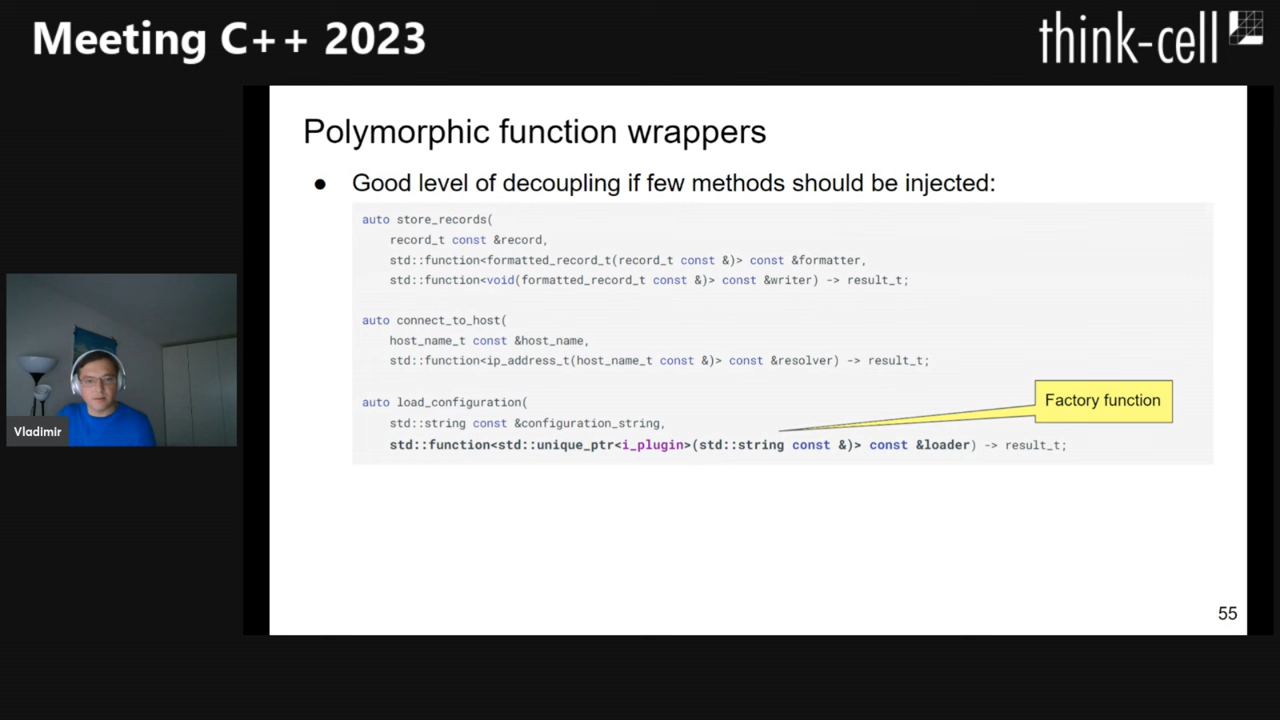 Meeting C++ 2023
think-cell
Polymorphic function wrappers
● Good level of decoupling if few methods should be injected:
auto store_records(
record_t const &record,
std::function<formatted_record_t(record_t const &)> const &formatter,
std::function<void(formatted_record_t const &)> const &writer) -> result_t;
auto connect_to_host(
host_name_t const &host_name,
std::function<ip_address_t(host_name_t const &)> const &resolver) -> result_t;
auto load_configuration(
std::string const &configuration_string,
std::function<std::unique_ptr<i_plugin>(std::string const &)> const &loader) -> result_t;
Factory function
Vladimir
55